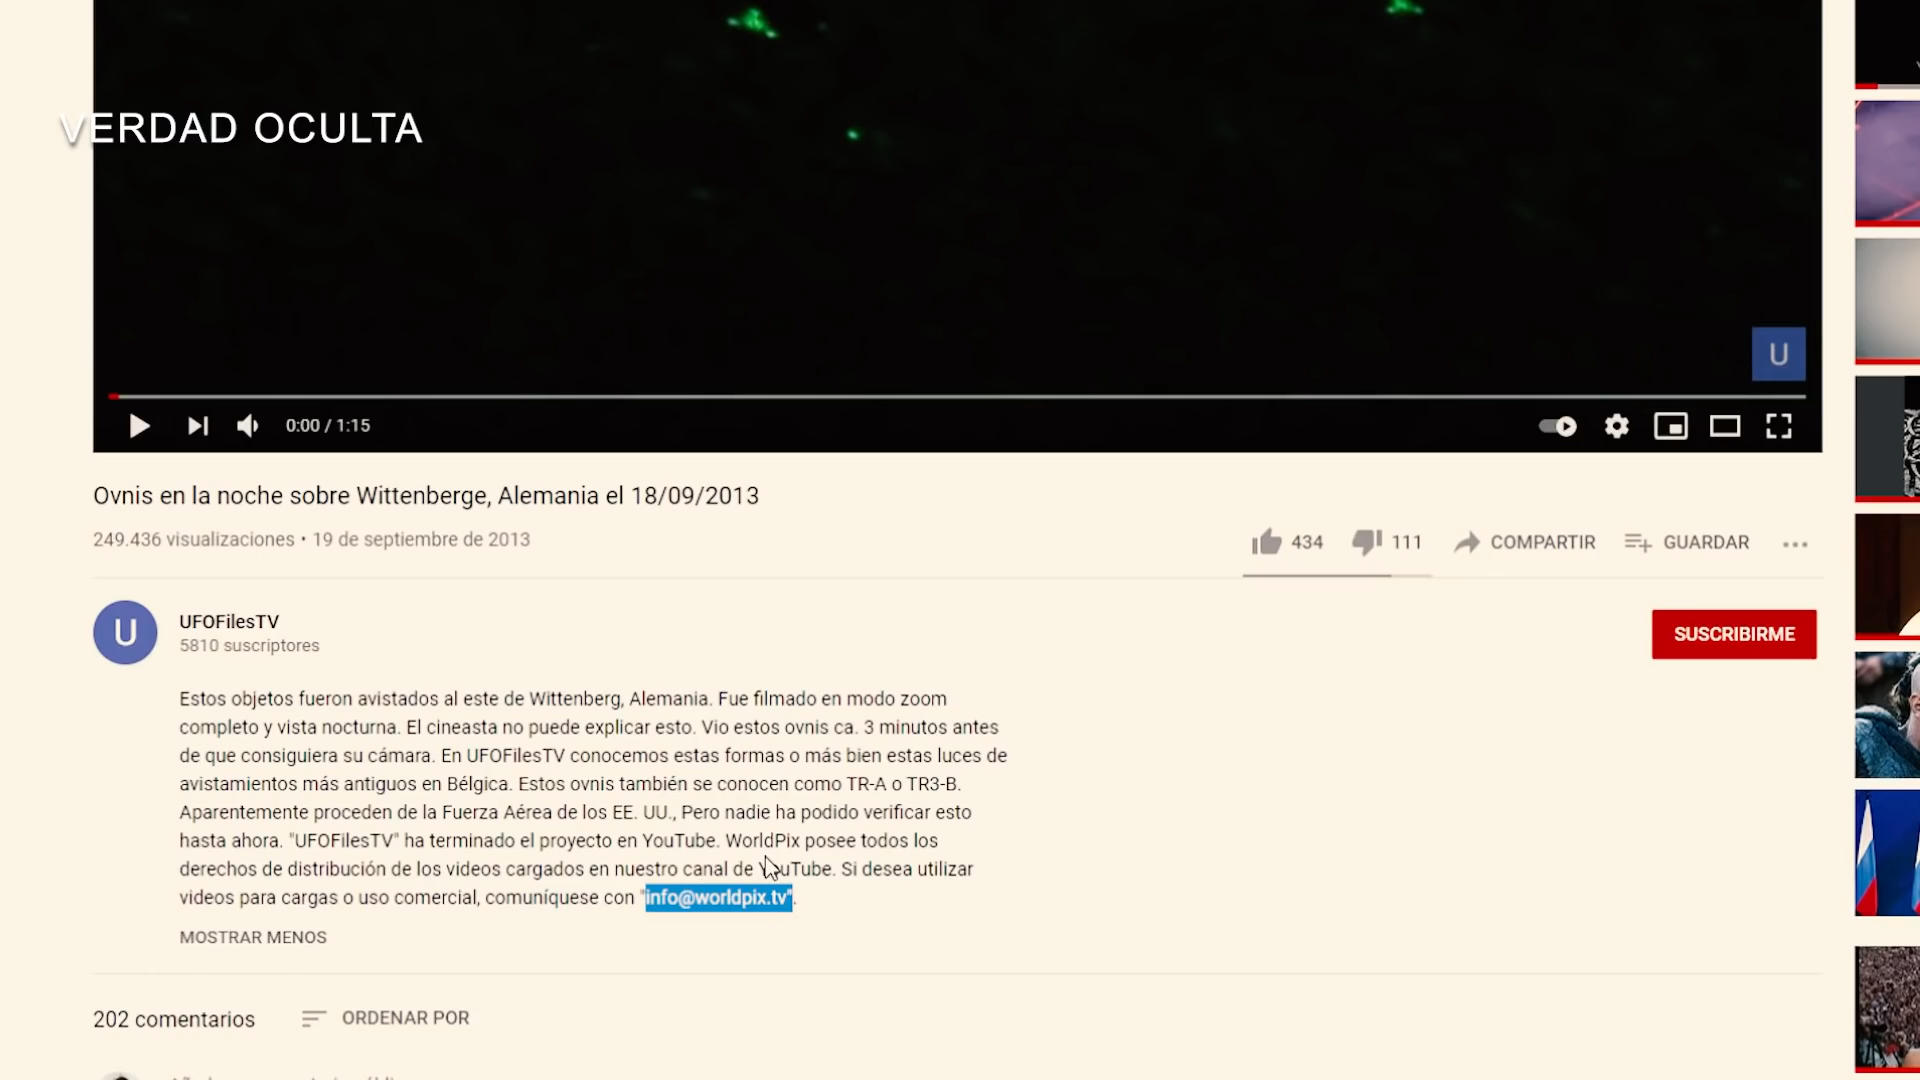 VERDAD OCULTA
U
0:00 / 1:15
Ovnis en la noche sobre Wittenberge, Alemania el 18/09/2013
249.436 visualizaciones • 19 de septiembre de 2013
434 111 COMPARTIR GUARDAR
U
UFOFilesTV
5810 suscriptores
SUSCRIBIRME
Estos objetos fueron avistados al este de Wittenberg, Alemania. Fue filmado en modo zoom
completo y vista nocturna. El cineasta no puede explicar esto. Vio estos ovnis ca. 3 minutos antes
de que consiguiera su cámara. En UFOFilesTV conocemos estas formas o más bien estas luces de
avistamientos más antiguos en Bélgica. Estos ovnis también se conocen como TR-A o TR3-B.
Aparentemente proceden de la Fuerza Aérea de los EE. UU., Pero nadie ha podido verificar esto
hasta ahora. "UFOFilesTV" ha terminado el proyecto en YouTube. WorldPix posee todos los
derechos de distribución de los videos cargados en nuestro canal de YouTube. Si desea utilizar
videos para cargas o uso comercial, comuníquese con "info@worldpix.tv".
MOSTRAR MENOS
202 comentarios ORDENAR POR